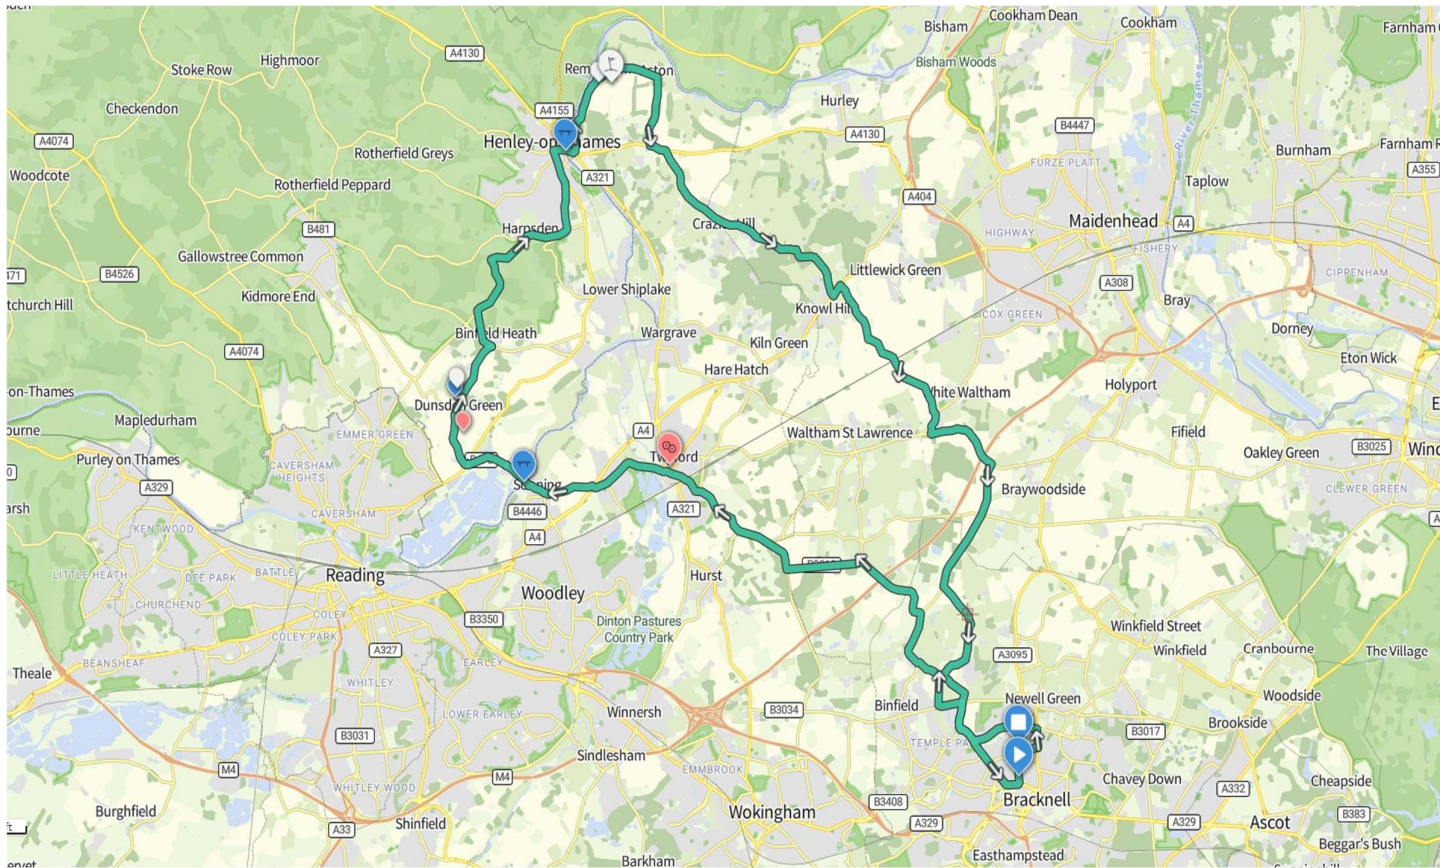 Cookham Dean
Bisham
Cookham
Farnham
A4130
Highmoor
Stoke Row
Bisham Woods
Checkendon
A4155
Hurley
B4447
A4074
Henley-on-Thames
A4130
River Thames
Rotherfield Greys
Burnham
Farnham R
FURZE PLATT
A355
Woodcote
A321
Taplow
Rotherfield Peppard
A404
Maidenhead
A4
B481
Harpsden
HIGHWAY
FISHERY
Gallowstree Common
B4526
Littlewick Green
CIPPENHAM
A308
Kidmore End
Lower Shiplake
Bray
tchurch Hill
COX GREEN
Binfield Heath
Wargrave
Dorney
Kiln Green
A4074
Eton Wick
Hare Hatch
Holyport
on-Thames
White Waltham
Dunsden Green
Mapledurham
EMMER GREEN
A4
Waltham St Lawrence
Fifield
B3025
Purley on Thames
Oakley Green
CAVERSHAM
HEIGHTS
A329
Braywoodside
CLEWER GREEN
CAVERSHAM
B4446
A321
KENTWOOD
A4
LITTLE HEATH
DEE PARK
BATTLE
Reading
Hurst
Woodley
CHURCHEND
COLEY
B3350
Dinton Pastures
Country Park
COLEY PARK
Winkfield Street
A327
Winkfield
Cranbourne
The Village
BEANSHEAF
EARLEY
A3095
Theale
WHITLEY
Newell Green
Woodside
LOWER EARLEY
Winnersh
B3034
Binfield
Brookside
B3031
B3017
Sindlesham
M4
EMMBROOK
M4
WHITLEY WOOD
Chavey Down
Cheapside
A332
Bracknell
B3408
Burghfield
Wokingham
B383
Shinfield
A329
A329
Ascot
A33
Beggar's Bush
Easthampstead
Barkham